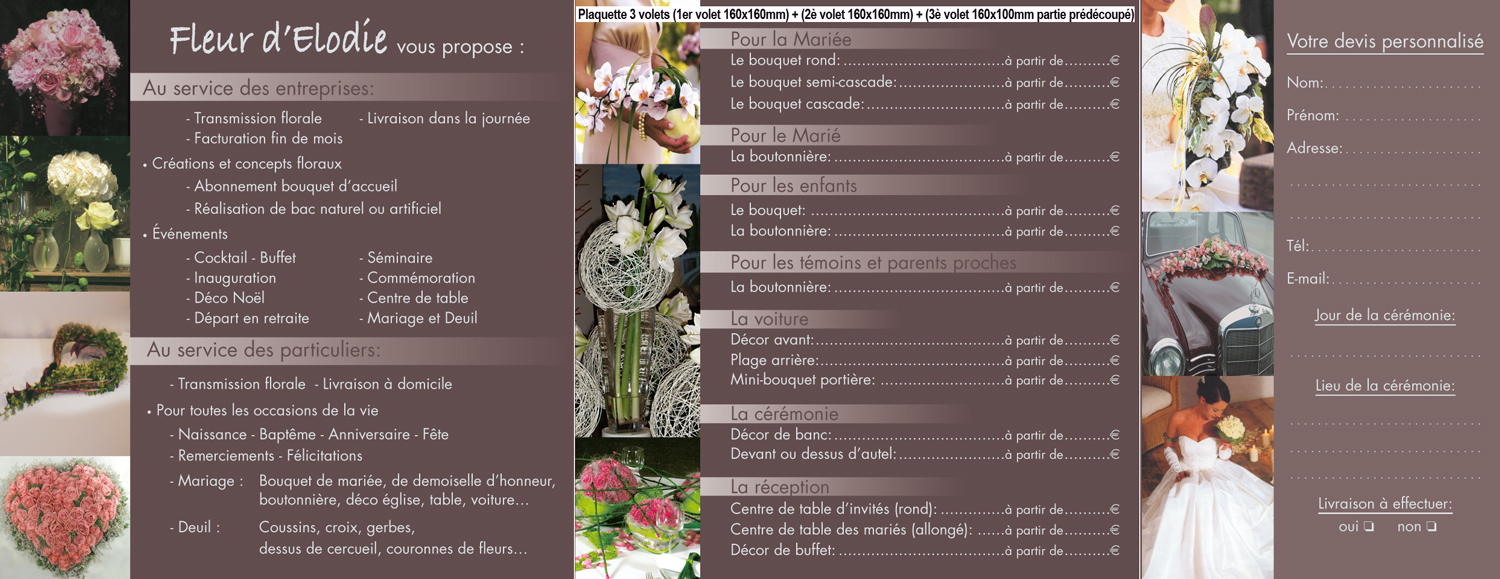 Fleur d'Elodie vous propose :
Au service des entreprises:
- Transmission florale - Livraison dans la journée
- Facturation fin de mois
• Créations et concepts floraux
- Abonnement bouquet d'accueil
- Réalisation de bac naturel ou artificiel
• Événements
- Cocktail - Buffet - Séminaire
- Inauguration - Commémoration
- Déco Noël - Centre de table
- Départ en retraite - Mariage et Deuil
Au service des particuliers:
- Transmission florale - Livraison à domicile
• Pour toutes les occasions de la vie
- Naissance - Baptême - Anniversaire - Fête
- Remerciements - Félicitations
- Mariage : Bouquet de mariée, de demoiselle d'honneur,
boutonnière, déco église, table, voiture...
- Deuil : Coussins, croix, gerbes,
dessus de cercueil, couronnes de fleurs...
Plaquette 3 volets (1er volet 160x160mm) + (2è volet 160x160mm) + (3è volet 160x100mm partie prédécoupé)
Pour la Mariée
Le bouquet rond:..............................à partir de..........€
Le bouquet semi-cascade:....................à partir de..........€
Le bouquet cascade:..........................à partir de..........€
Pour le Marié
La boutonnière:................................à partir de..........€
Pour les enfants
Le bouquet: ....................................à partir de..........€
La boutonnière:................................à partir de..........€
Pour les témoins et parents proches
La boutonnière:................................à partir de..........€
La voiture
Décor avant:...................................à partir de..........€
Plage arrière:..................................à partir de..........€
Mini-bouquet portière: .......................à partir de..........€
La cérémonie
Décor de banc:................................à partir de..........€
Devant ou dessus d'autel:....................à partir de..........€
La réception
Centre de table d'invités (rond):............à partir de..........€
Centre de table des mariés (allongé): ......à partir de..........€
Décor de buffet: ...............................à partir de..........€
Votre devis personnalisé
Nom:.......................
Prénom: ....................
Adresse:....................
............................
............................
Tél:.........................
E-mail:......................
Jour de la cérémonie:
............................
Lieu de la cérémonie:
............................
............................
............................
Livraison à effectuer:
oui ❏ non ❏